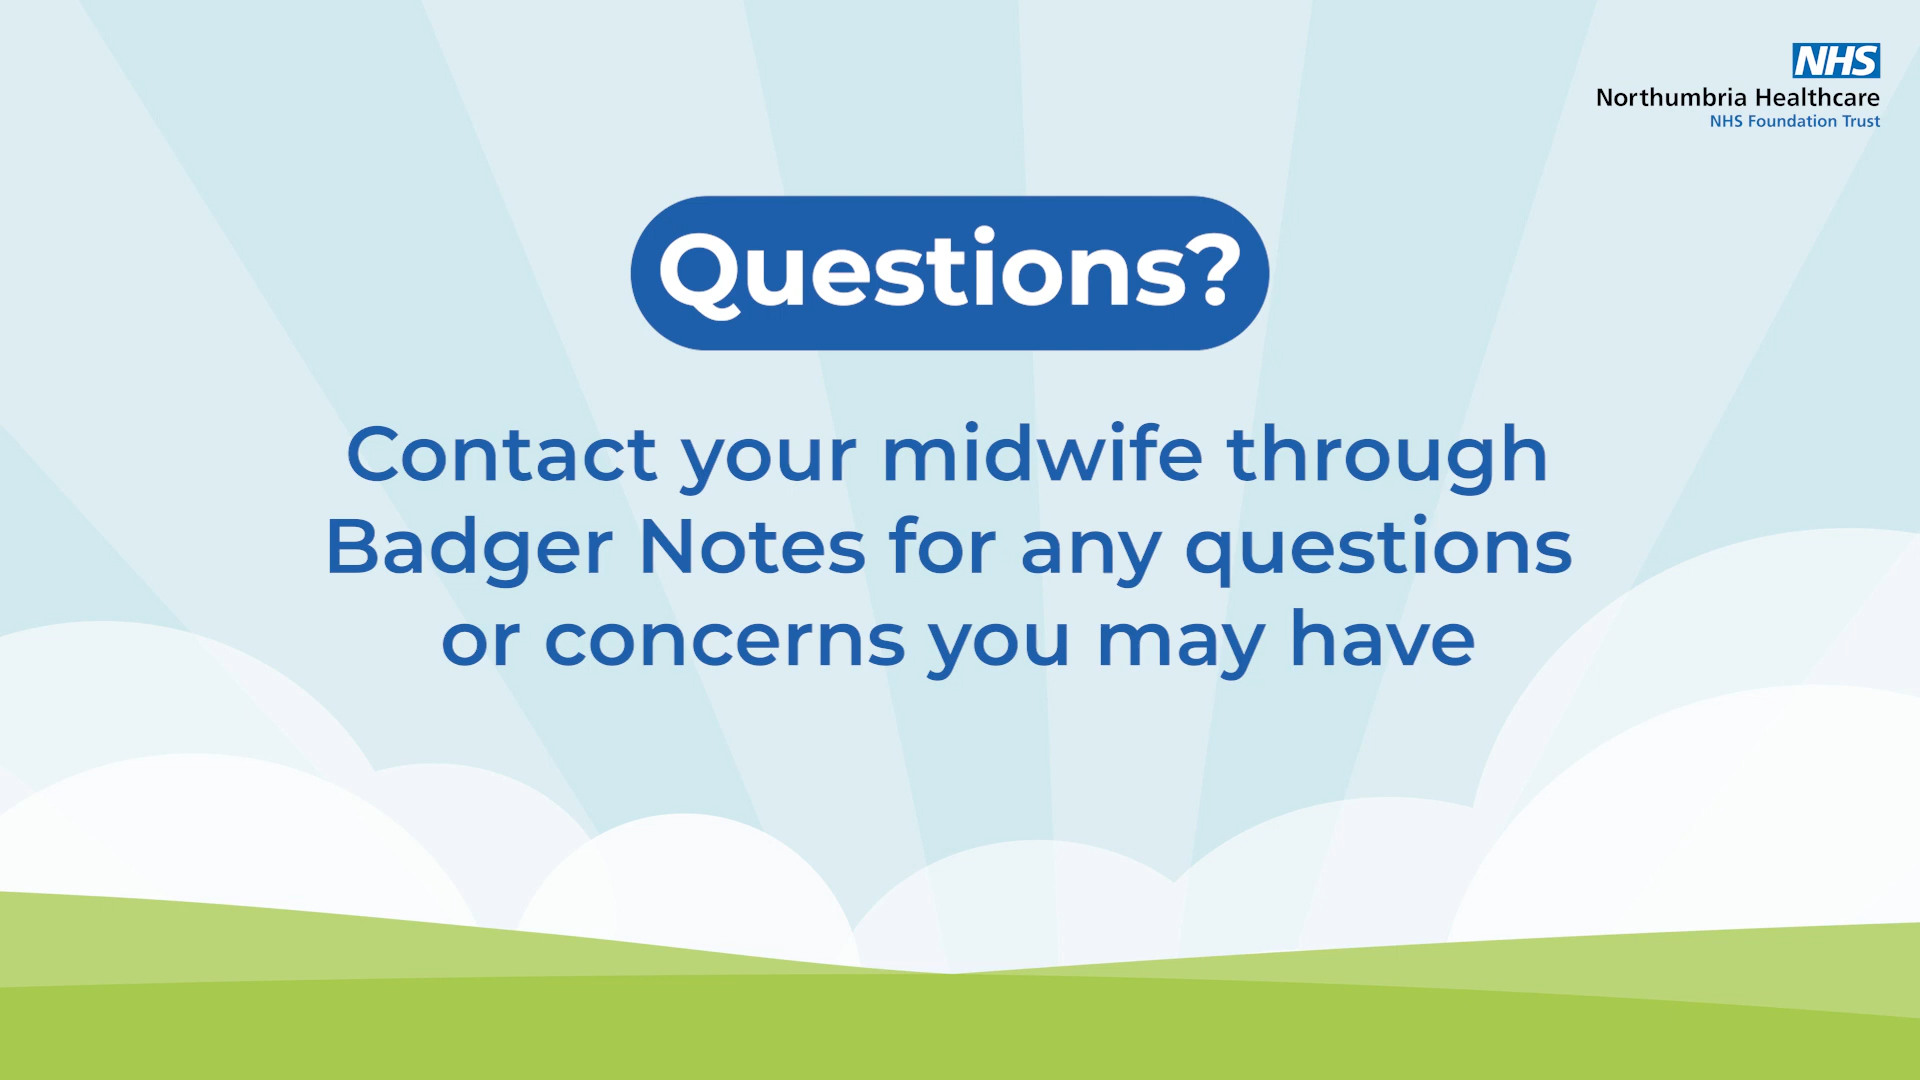 NHS
Northumbria Healthcare
NHS Foundation Trust
Questions?
Contact your midwife through
Badger Notes for any questions
or concerns you may have